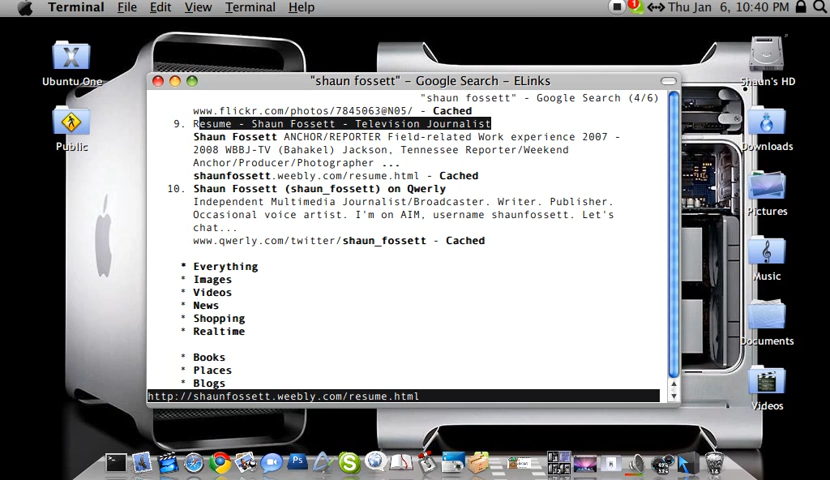 Terminal File Edit View Terminal Help
1 Thu Jan 6, 10:40 PM
Ubuntu One
Public
Shaun's HD
Downloads
Pictures
Music
Documents
Videos
"shaun fossett" - Google Search - ELinks
"shaun fossett" - Google Search (4/6)
www.flickr.com/photos/7845063@N05/ - Cached
9. Resume - Shaun Fossett - Television Journalist
Shaun Fossett ANCHOR/REPORTER Field-related Work experience 2007 -
2008 WBBJ-TV (Bahakel) Jackson, Tennessee Reporter/Weekend
Anchor/Producer/Photographer ...
shaunfossett.weebly.com/resume.html - Cached
10. Shaun Fossett (shaun_fossett) on Qwerly
Independent Multimedia Journalist/Broadcaster. Writer. Publisher.
Occasional voice artist. I'm on AIM, username shaunfossett. Let's
chat...
www.qwerly.com/twitter/shaun_fossett - Cached
* Everything
* Images
* Videos
* News
* Shopping
* Realtime
* Books
* Places
* Blogs
http://shaunfossett.weebly.com/resume.html
Ps